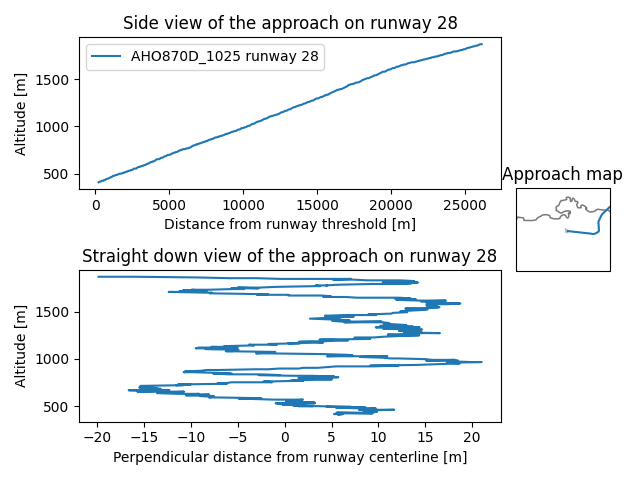 Side view of the approach on runway 28
AHO870D_1025 runway 28
Altitude [m]
1500
1000
500
0
5000
10000
15000
20000
25000
Distance from runway threshold [m]
Approach map
Straight down view of the approach on runway 28
Altitude [m]
1500
1000
500
−20
−15
−10
−5
0
5
10
15
20
Perpendicular distance from runway centerline [m]